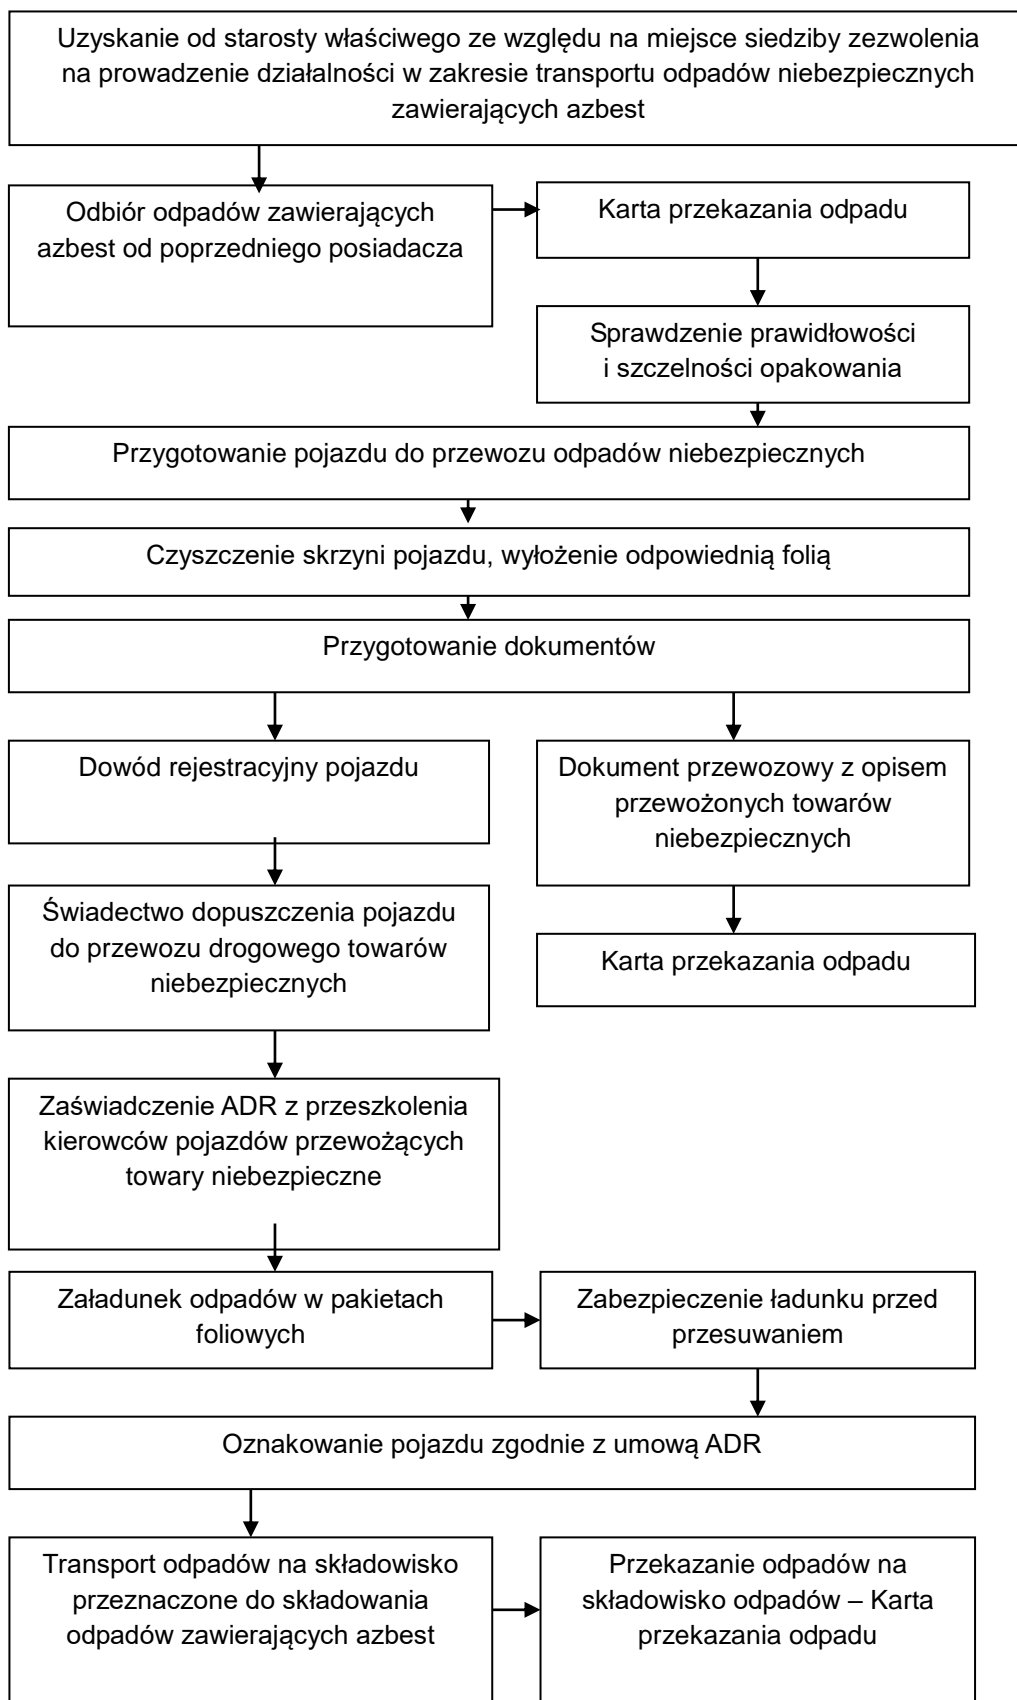 Uzyskanie od starosty właściwego ze względu na miejsce siedziby zezwolenia
na prowadzenie działalności w zakresie transportu odpadów niebezpiecznych
zawierających azbest
Odbiór odpadów zawierających
azbest od poprzedniego posiadacza
Karta przekazania odpadu
Sprawdzenie prawidłowości
i szczelności opakowania
Przygotowanie pojazdu do przewozu odpadów niebezpiecznych
Czyszczenie skrzyni pojazdu, wyłożenie odpowiednią folią
Przygotowanie dokumentów
Dowód rejestracyjny pojazdu
Świadectwo dopuszczenia pojazdu
do przewozu drogowego towarów
niebezpiecznych
Zaświadczenie ADR z przeszkolenia
kierowców pojazdów przewożących
towary niebezpieczne
Dokument przewozowy z opisem
przewożonych towarów
niebezpiecznych
Karta przekazania odpadu
Załadunek odpadów w pakietach
foliowych
Zabezpieczenie ładunku przed
przesuwaniem
Oznakowanie pojazdu zgodnie z umową ADR
Transport odpadów na składowisko
przeznaczone do składowania
odpadów zawierających azbest
Przekazanie odpadów na
składowisko odpadów – Karta
przekazania odpadu